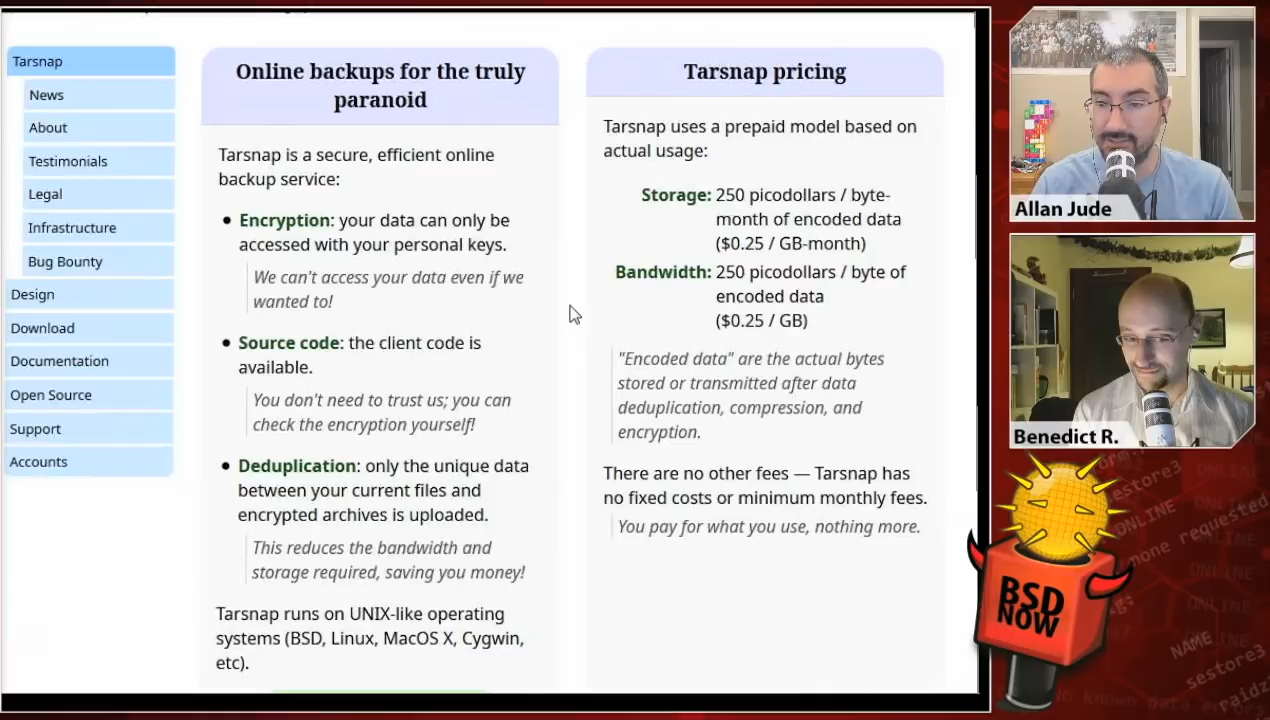 Tarsnap
News
About
Testimonials
Legal
Infrastructure
Bug Bounty
Design
Download
Documentation
Open Source
Support
Accounts
Online backups for the truly
paranoid
Tarsnap is a secure, efficient online
backup service:
• Encryption: your data can only be
accessed with your personal keys.
We can't access your data even if we
wanted to!
• Source code: the client code is
available.
You don't need to trust us; you can
check the encryption yourself!
• Deduplication: only the unique data
between your current files and
encrypted archives is uploaded.
This reduces the bandwidth and
storage required, saving you money!
Tarsnap runs on UNIX-like operating
systems (BSD, Linux, MacOS X, Cygwin,
etc).
Tarsnap pricing
Tarsnap uses a prepaid model based on
actual usage:
Storage: 250 picodollars / byte-
month of encoded data
($0.25 / GB-month)
Bandwidth: 250 picodollars / byte of
encoded data
($0.25 / GB)
"Encoded data" are the actual bytes
stored or transmitted after data
deduplication, compression, and
encryption.
There are no other fees — Tarsnap has
no fixed costs or minimum monthly fees.
You pay for what you use, nothing more.
Allan Jude
Benedict R.
BSD
NOW
ONLINE
NAME